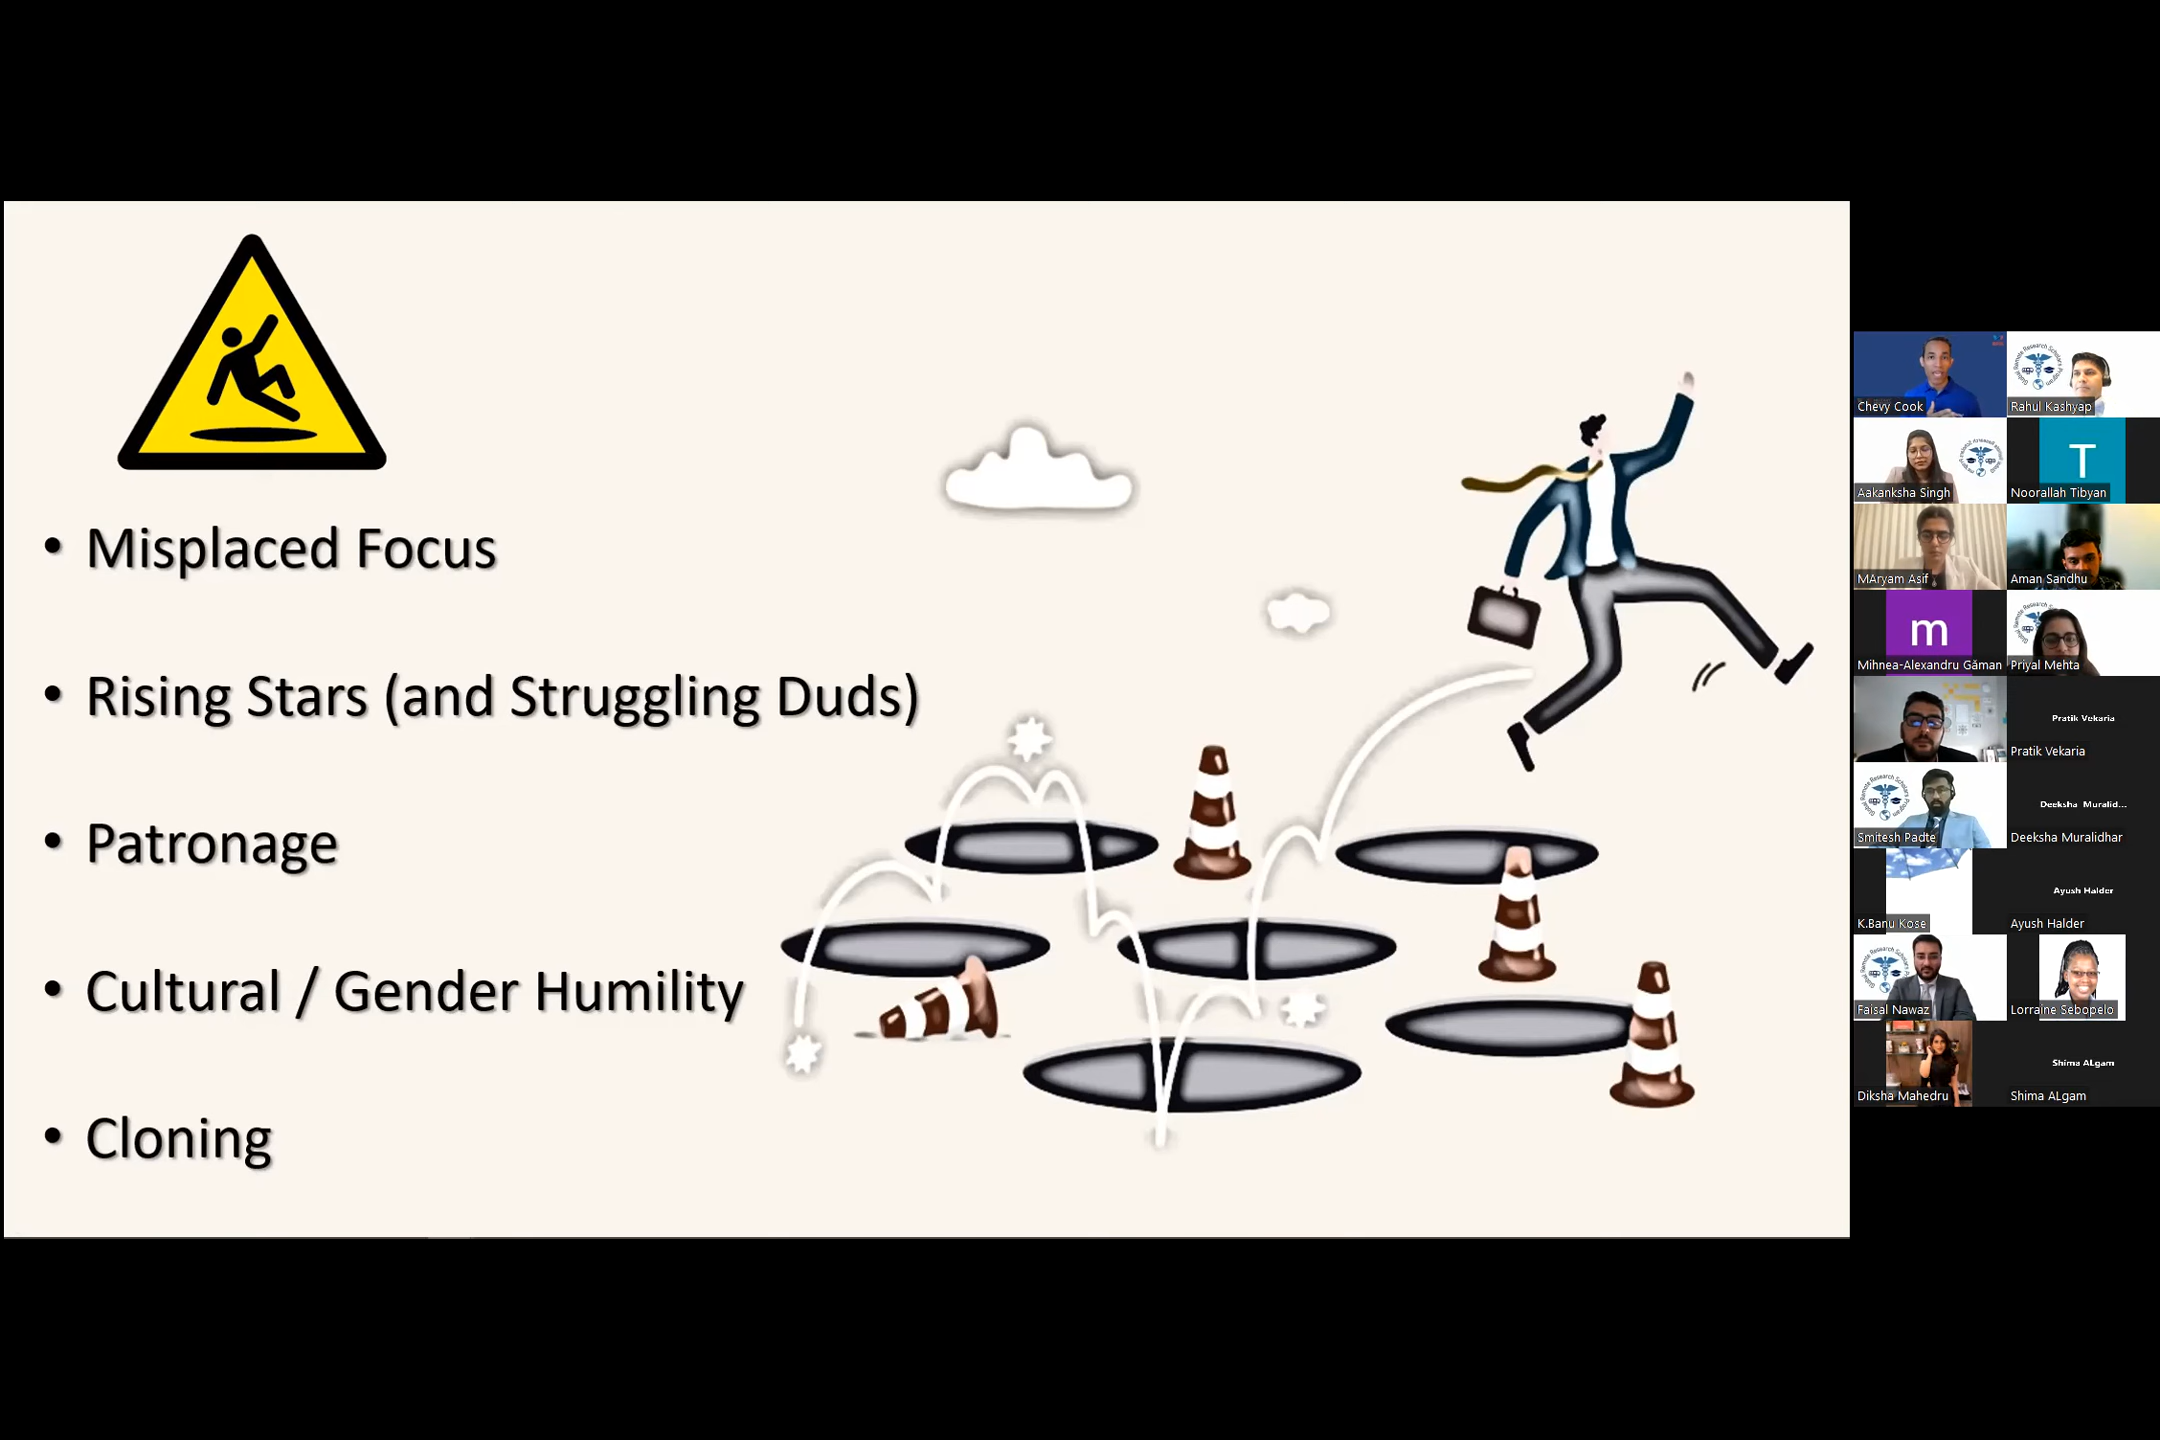 • Misplaced Focus
• Rising Stars (and Struggling Duds)
• Patronage
• Cultural / Gender Humility
• Cloning
Chevy Cook
Rahul Kashyap
Aakanksha Singh
T
Noorallah Tibyan
MAryam Asif
Aman Sandhu
m
Mihnea-Alexandru Găman
Priyal Mehta
Pratik Vekaria
Pratik Vekaria
Smitesh Padte
Deeksha Muralid...
Deeksha Muralidhar
K.Banu Kose
Ayush Halder
Ayush Halder
Faisal Nawaz
Lorraine Sebopelo
Diksha Mahedru
Shima ALgam
Shima ALgam